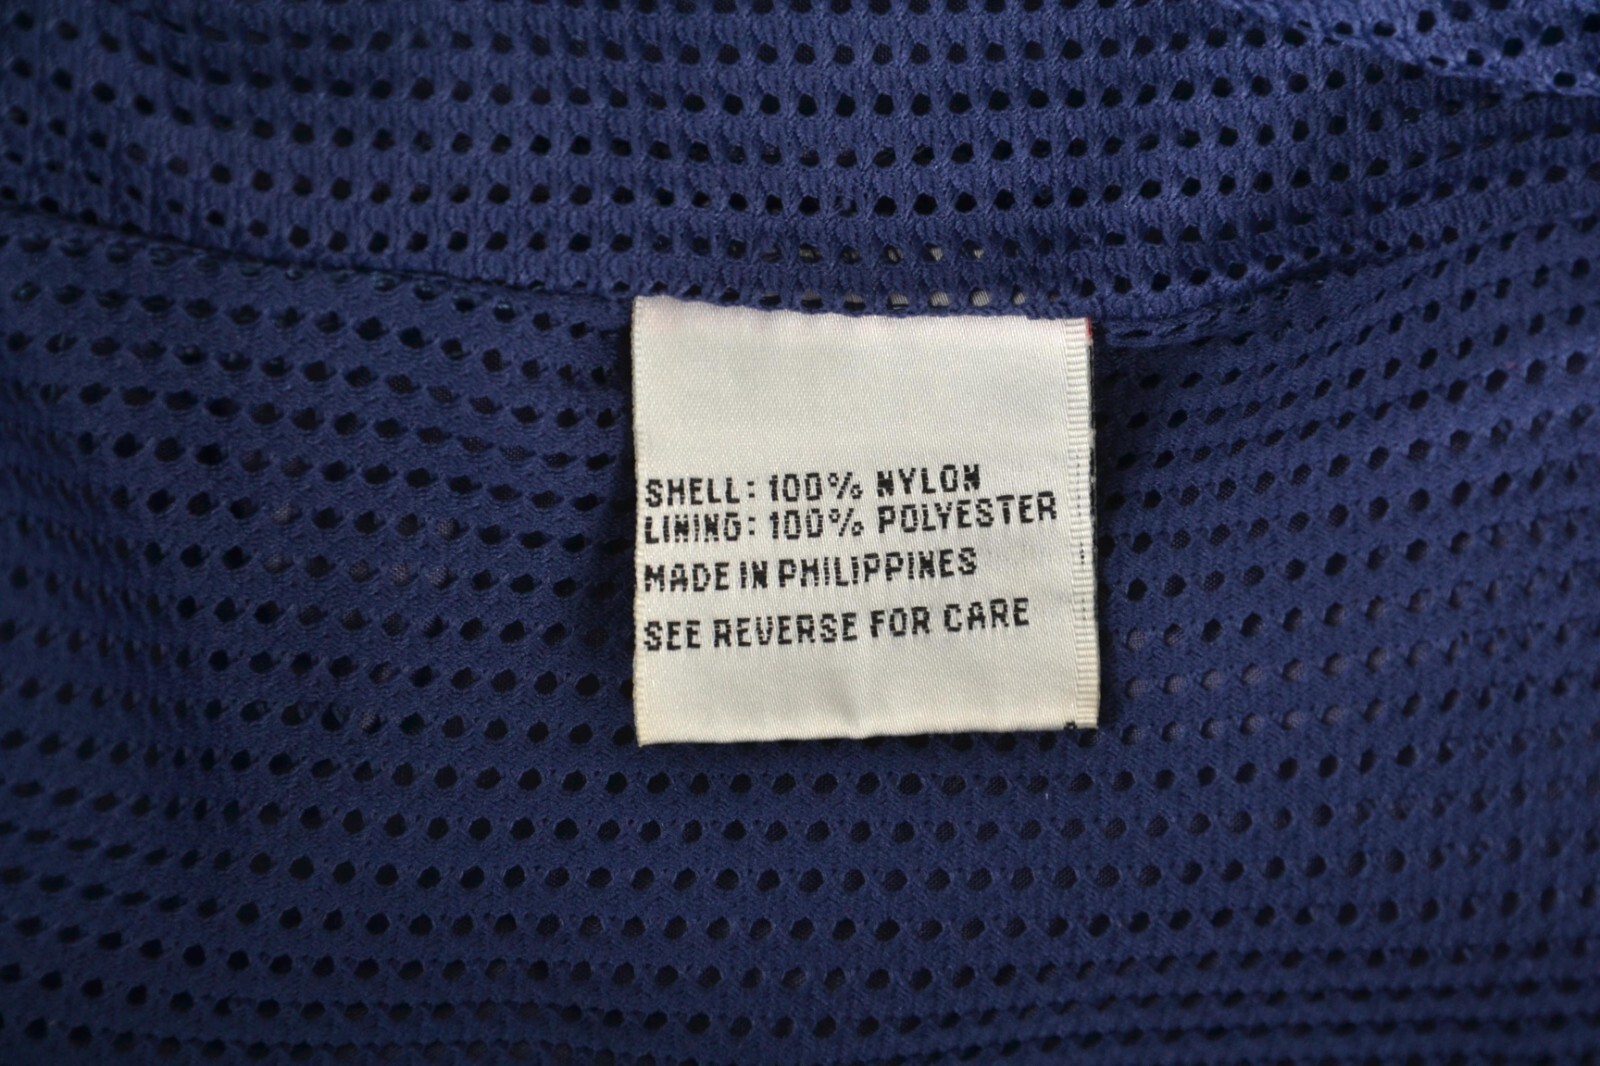 SHELL: 100% NYLON
LINING: 100% POLYESTER
MADE IN PHILIPPINES
SEE REVERSE FOR CARE